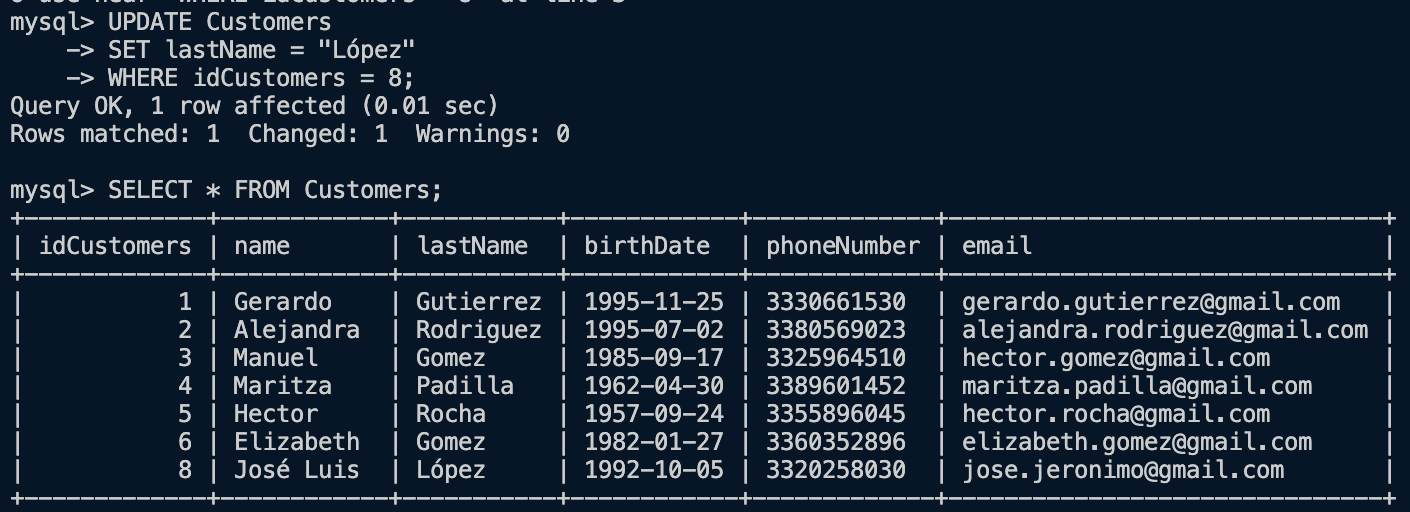 mysql> UPDATE Customers
    -> SET lastName = "López"
    -> WHERE idCustomers = 8;
Query OK, 1 row affected (0.01 sec)
Rows matched: 1  Changed: 1  Warnings: 0
mysql> SELECT * FROM Customers;
+-------------+------------+-----------+------------+-------------+------------------------------+
| idCustomers | name       | lastName  | birthDate  | phoneNumber | email                        |
+-------------+------------+-----------+------------+-------------+------------------------------+
|           1 | Gerardo    | Gutierrez | 1995-11-25 | 3330661530  | gerardo.gutierrez@gmail.com  |
|           2 | Alejandra  | Rodriguez | 1995-07-02 | 3380569023  | alejandra.rodriguez@gmail.com |
|           3 | Manuel     | Gomez     | 1985-09-17 | 3325964510  | hector.gomez@gmail.com       |
|           4 | Maritza    | Padilla   | 1962-04-30 | 3389601452  | maritza.padilla@gmail.com    |
|           5 | Hector     | Rocha     | 1957-09-24 | 3355896045  | hector.rocha@gmail.com       |
|           6 | Elizabeth  | Gomez     | 1982-01-27 | 3360352896  | elizabeth.gomez@gmail.com    |
|           8 | José Luis  | López     | 1992-10-05 | 3320258030  | jose.jeronimo@gmail.com      |
+-------------+------------+-----------+------------+-------------+------------------------------+